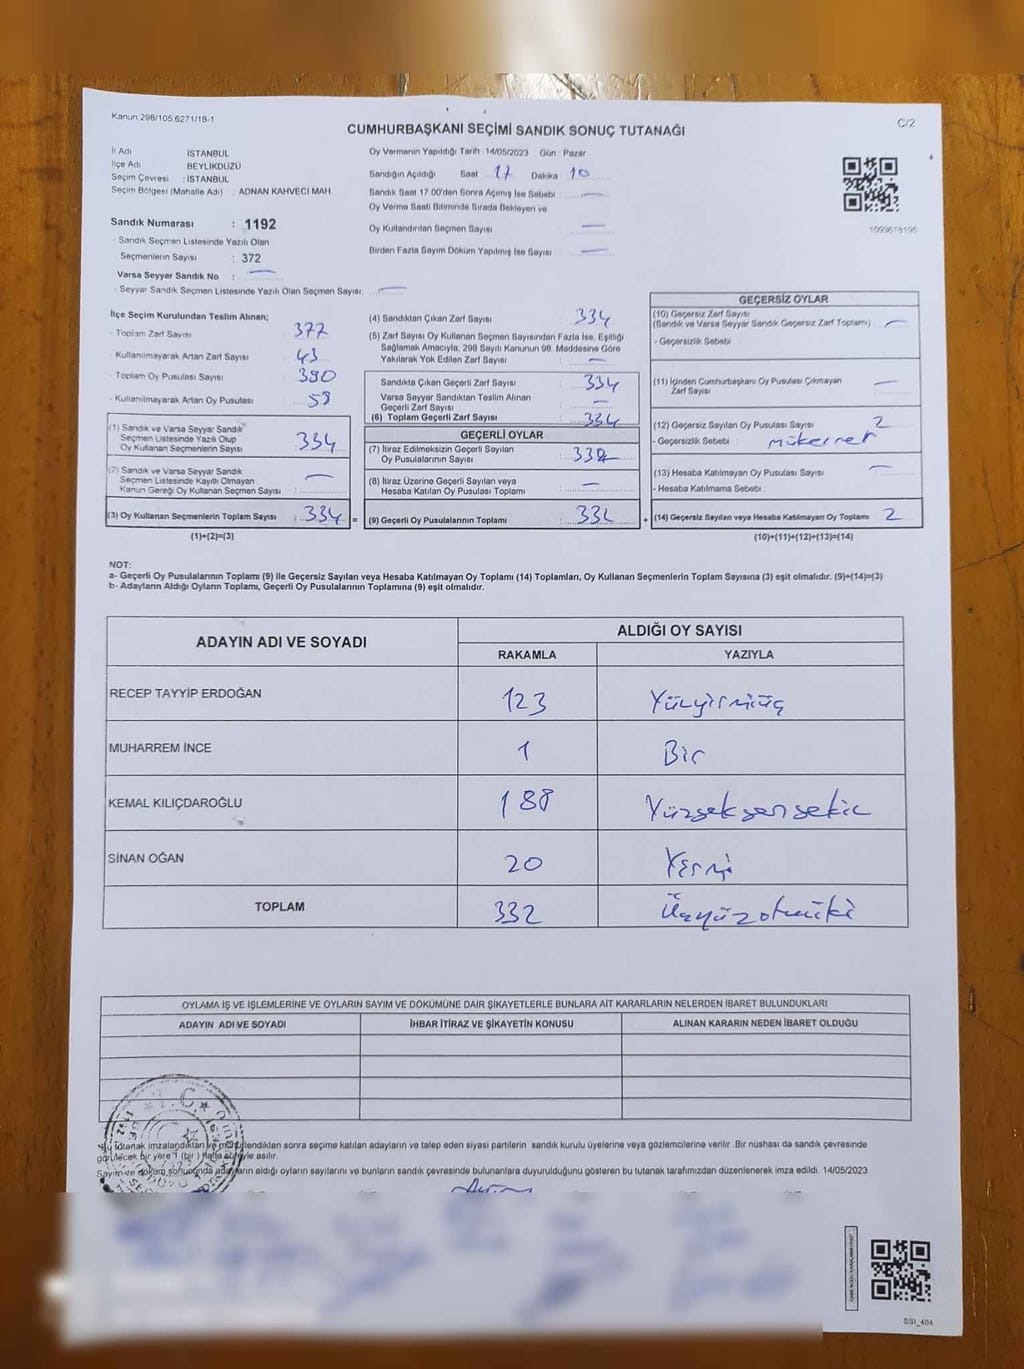 Kanun 298/105,6271/18-1
C/2
CUMHURBAŞKANI SEÇİMİ SANDIK SONUÇ TUTANAĞI
İl Adı : İSTANBUL
İlçe Adı : BEYLİKDÜZÜ
Seçim Çevresi : İSTANBUL
Seçim Bölgesi (Mahalle Adı) : ADNAN KAHVECİ MAH.
Oy Vermenin Yapıldığı Tarih : 14/05/2023 Gün : Pazar
Sandığın Açıldığı Saat 17 Dakika 10
Sandık Saat 17.00'den Sonra Açılmış İse Sebebi : —
Oy Verme Saati Bitiminde Sırada Bekleyen ve
Oy Kullandırılan Seçmen Sayısı —
Birden Fazla Sayım Döküm Yapılmış İse Sayısı : —
1099618196
Sandık Numarası : 1192
- Sandık Seçmen Listesinde Yazılı Olan
Seçmenlerin Sayısı : 372
Varsa Seyyar Sandık No : —
- Seyyar Sandık Seçmen Listesinde Yazılı Olan Seçmen Sayısı: —
İlçe Seçim Kurulundan Teslim Alınan;
- Toplam Zarf Sayısı 377
- Kullanılmayarak Artan Zarf Sayısı : 43
- Toplam Oy Pusulası Sayısı : 390
- Kullanılmayarak Artan Oy Pusulası : 58
(1) Sandık ve Varsa Seyyar Sandık
Seçmen Listesinde Yazılı Olup
Oy Kullanan Seçmenlerin Sayısı : 334
(2) Sandık ve Varsa Seyyar Sandık
Seçmen Listesinde Kayıtlı Olmayan —
Kanun Gereği Oy Kullanan Seçmen Sayısı :
(3) Oy Kullanan Seçmenlerin Toplam Sayısı : 334 =
(1)+(2)=(3)
(4) Sandıktan Çıkan Zarf Sayısı : 334
(5) Zarf Sayısı Oy Kullanan Seçmen Sayısından Fazla İse, Eşitliği
Sağlamak Amacıyla; 298 Sayılı Kanunun 98. Maddesine Göre
Yakılarak Yok Edilen Zarf Sayısı : —
Sandıkta Çıkan Geçerli Zarf Sayısı : 334
Varsa Seyyar Sandıktan Teslim Alınan
Geçerli Zarf Sayısı : —
(6) Toplam Geçerli Zarf Sayısı : 334
GEÇERLİ OYLAR
(7) İtiraz Edilmeksizin Geçerli Sayılan
Oy Pusulalarının Sayısı : 332
(8) İtiraz Üzerine Geçerli Sayılan veya —
Hesaba Katılan Oy Pusulası Toplamı :
(9) Geçerli Oy Pusulalarının Toplamı : 332 +
GEÇERSİZ OYLAR
(10) Geçersiz Zarf Sayısı
(Sandık ve Varsa Seyyar Sandık Geçersiz Zarf Toplamı) : —
- Geçersizlik Sebebi :
(11) İçinden Cumhurbaşkanı Oy Pusulası Çıkmayan —
Zarf Sayısı :
(12) Geçersiz Sayılan Oy Pusulası Sayısı : 2
- Geçersizlik Sebebi : mükerrer
(13) Hesaba Katılmayan Oy Pusulası Sayısı : —
- Hesaba Katılmama Sebebi :
(14) Geçersiz Sayılan veya Hesaba Katılmayan Oy Toplamı : 2
(10)+(11)+(12)+(13)=(14)
NOT:
a- Geçerli Oy Pusulalarının Toplamı (9) ile Geçersiz Sayılan veya Hesaba Katılmayan Oy Toplamı (14) Toplamları, Oy Kullanan Seçmenlerin Toplam Sayısına (3) eşit olmalıdır. (9)+(14)=(3)
b- Adayların Aldığı Oyların Toplamı, Geçerli Oy Pusulalarının Toplamına (9) eşit olmalıdır.
ADAYIN ADI VE SOYADI
ALDIĞI OY SAYISI
RAKAMLA YAZIYLA
RECEP TAYYİP ERDOĞAN 123 Yüzyirmiüç
MUHARREM İNCE 1 Bir
KEMAL KILIÇDAROĞLU 188 Yüzseksensekiz
SİNAN OĞAN 20 Yirmi
TOPLAM 332 Üçyüzotuziki
OYLAMA İŞ VE İŞLEMLERİNE VE OYLARIN SAYIM VE DÖKÜMÜNE DAİR ŞİKAYETLERLE BUNLARA AİT KARARLARIN NELERDEN İBARET BULUNDUKLARI
ADAYIN ADI VE SOYADI İHBAR İTİRAZ VE ŞİKAYETİN KONUSU ALINAN KARARIN NEDEN İBARET OLDUĞU
T.C.
tutanak imzalandıktan ve mühürlendikten sonra seçime katılan adayların ve talep eden siyasi partilerin sandık kurulu üyelerine veya gözlemcilerine verilir .Bir nüshası da sandık çevresinde
görülecek bir yere 1 (bir) hafta süreyle asılır.
Sayım ve döküm sonucunda adayların aldığı oyların sayılarını ve bunların sandık çevresinde bulunanlara duyurulduğunu gösteren bu tutanak tarafımızdan düzenlenerek imza edildi. 14/05/2023
SSI_404